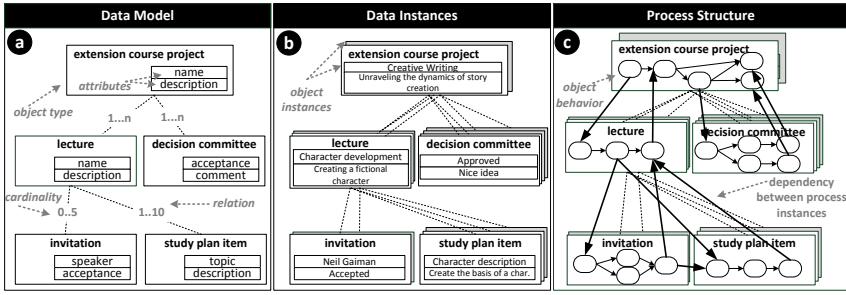 Data Model
a
extension course project
name
attributes
description
object type
1...n
1...n
lecture
decision committee
name
acceptance
description
comment
cardinality
0..5
1..10
relation
invitation
study plan item
speaker
topic
acceptance
description
Data Instances
b
extension course project
Creative Writing
Unraveling the dynamics of story
creation
object
instances
lecture
decision committee
Character development
Approved
Creating a fictional
character
Nice idea
invitation
study plan item
Neil Gaiman
Character description
Accepted
Create the basis of a char.
Process Structure
c
extension course project
object
behavior
lecture
decision committee
dependency
between process
instances
invitation
study plan item